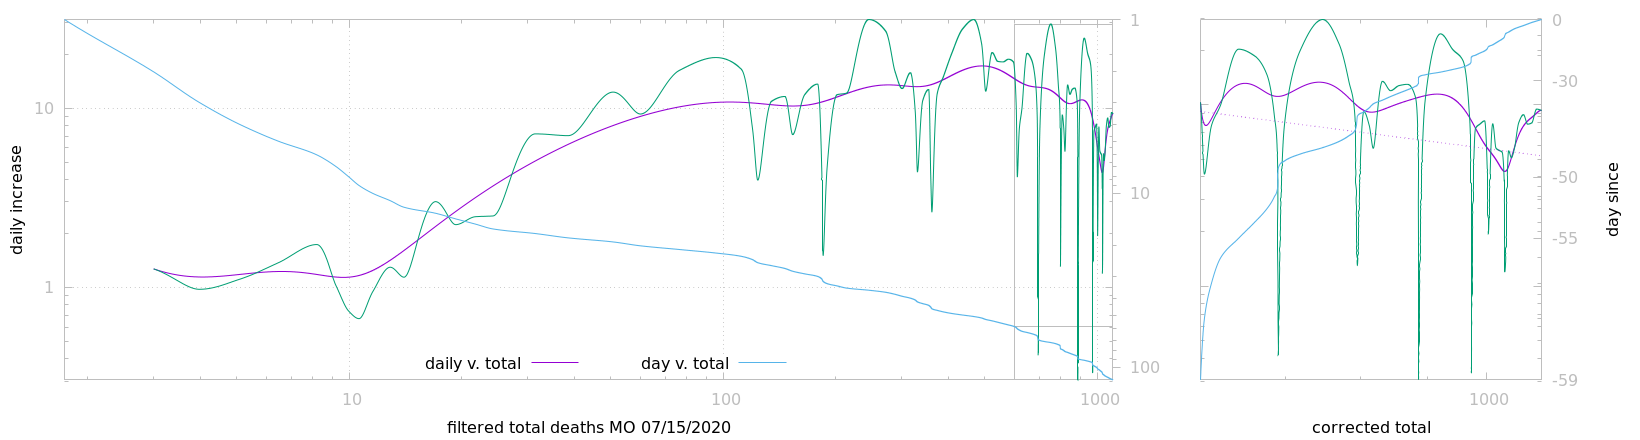 1
0
10
-30
daily increase
10
-50
day since
-55
1
daily v. total
day v. total
100
-59
10
100
1000
1000
filtered total deaths MO 07/15/2020
corrected total